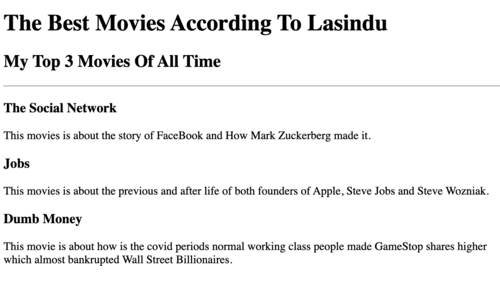 The Best Movies According To Lasindu
My Top 3 Movies Of All Time
The Social Network
This movies is about the story of FaceBook and How Mark Zuckerberg made it.
Jobs
This movies is about the previous and after life of both founders of Apple, Steve Jobs and Steve Wozniak.
Dumb Money
This movie is about how is the covid periods normal working class people made GameStop shares higher
which almost bankrupted Wall Street Billionaires.